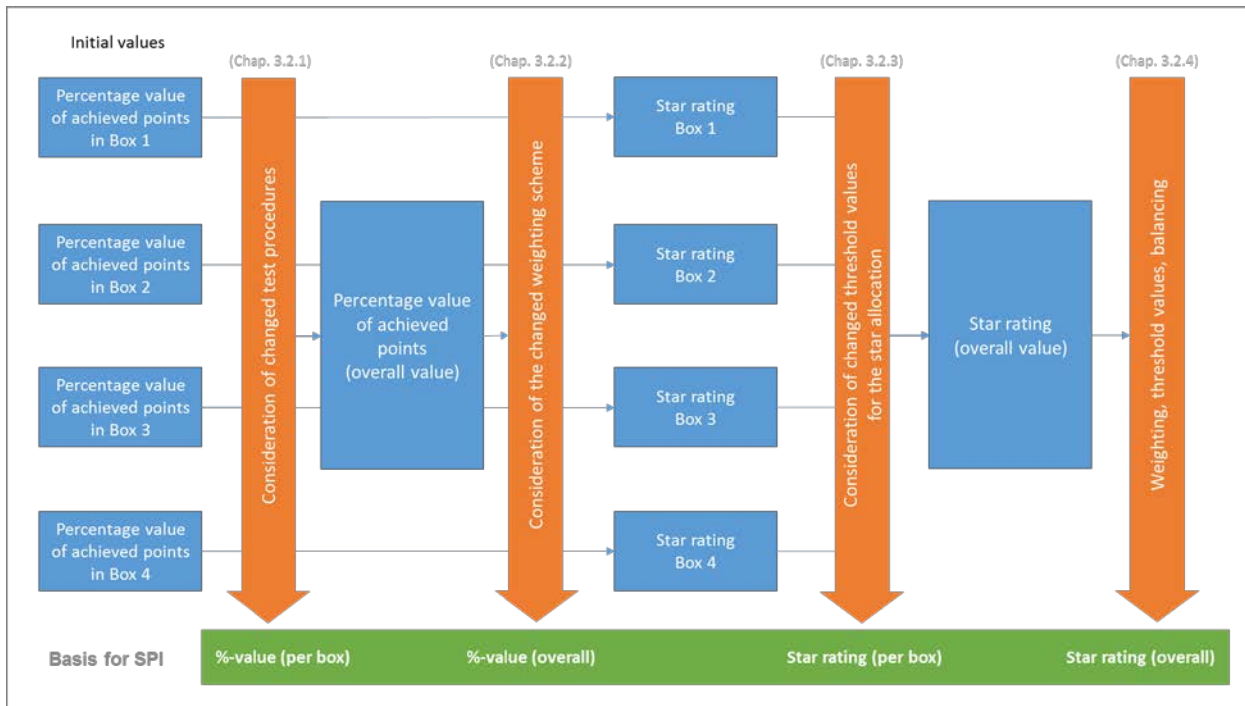 Initial values
(Chap. 3.2.1)
(Chap. 3.2.2)
(Chap. 3.2.3)
(Chap. 3.2.4)
Percentage value
of achieved points
in Box 1
Star rating
Box 1
Percentage value
of achieved points
in Box 2
Star rating
Box 2
Percentage value
of achieved
points
(overall value)
Star rating
(overall value)
Percentage value
of achieved points
in Box 3
Star rating
Box 3
Percentage value
of achieved points
in Box 4
Star rating
Box 4
Consideration of changed test procedures
Consideration of the changed weighting scheme
Consideration of changed threshold values
for the star allocation
Weighting, threshold values, balancing
Basis for SPI
%-value (per box)
%-value (overall)
Star rating (per box)
Star rating (overall)